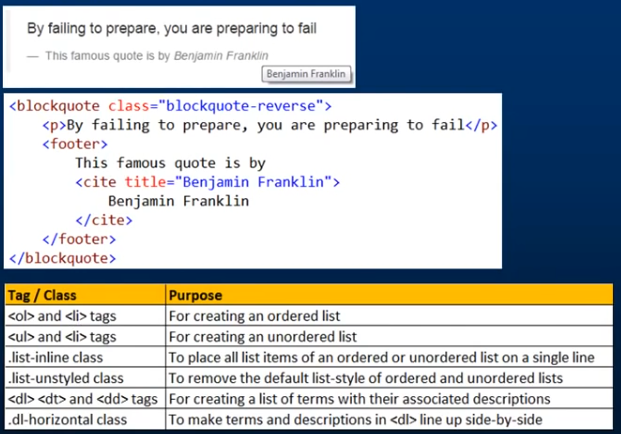 By failing to prepare, you are preparing to fail
— This famous quote is by Benjamin Franklin
Benjamin Franklin
<blockquote class="blockquote-reverse">
    <p>By failing to prepare, you are preparing to fail</p>
    <footer>
        This famous quote is by
        <cite title="Benjamin Franklin">
            Benjamin Franklin
        </cite>
    </footer>
</blockquote>
Tag / Class Purpose
<ol> and <li> tags For creating an ordered list
<ul> and <li> tags For creating an unordered list
.list-inline class To place all list items of an ordered or unordered list on a single line
.list-unstyled class To remove the default list-style of ordered and unordered lists
<dl> <dt> and <dd> tags For creating a list of terms with their associated descriptions
.dl-horizontal class To make terms and descriptions in <dl> line up side-by-side